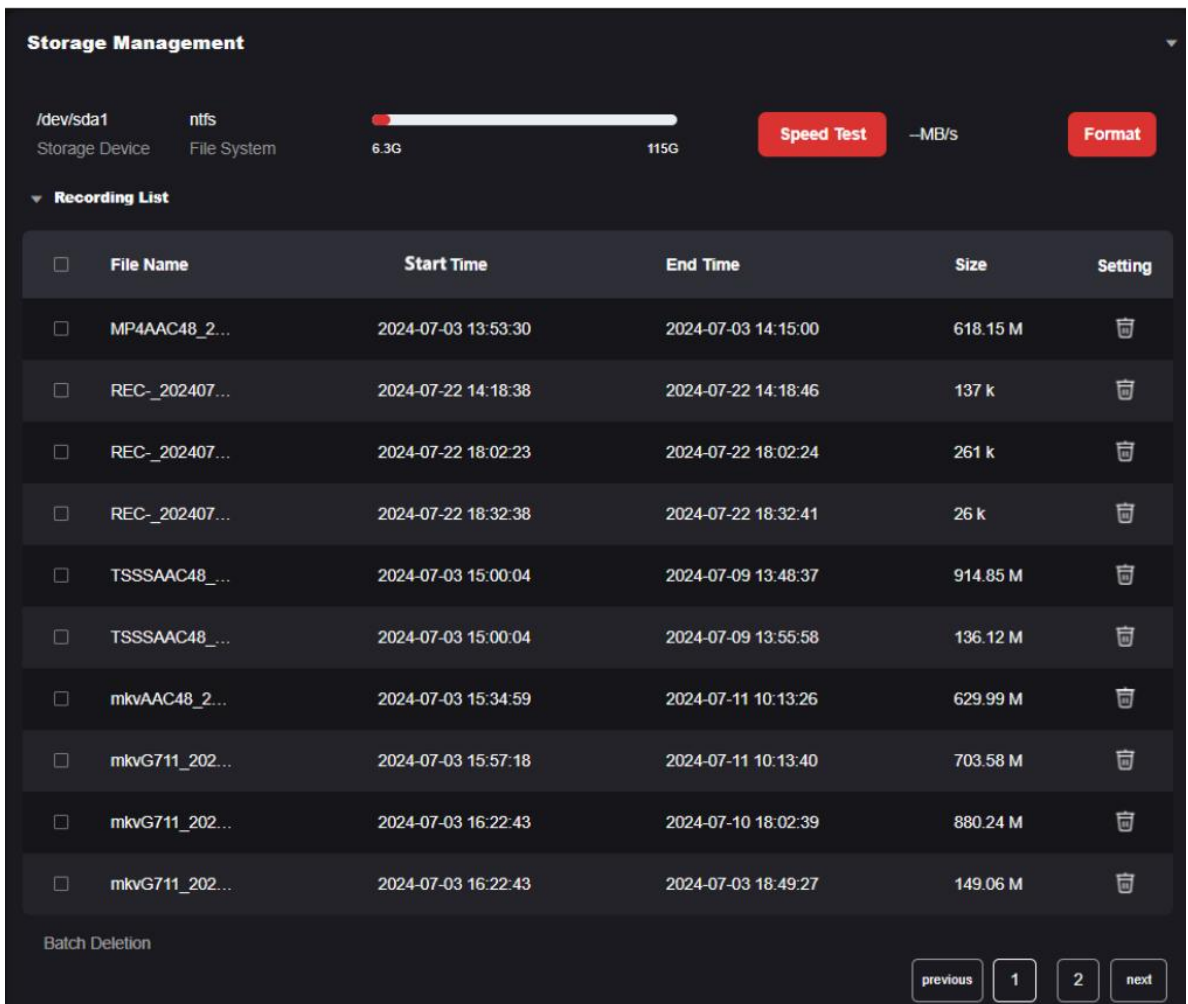 Storage Management
/dev/sda1 ntfs Speed Test --MB/s Format
Storage Device File System 6.3G 115G
Recording List
File Name Start Time End Time Size Setting
MP4AAC48_2... 2024-07-03 13:53:30 2024-07-03 14:15:00 618.15 M
REC-_202407... 2024-07-22 14:18:38 2024-07-22 14:18:46 137 k
REC-_202407... 2024-07-22 18:02:23 2024-07-22 18:02:24 261 k
REC-_202407... 2024-07-22 18:32:38 2024-07-22 18:32:41 26 k
TSSSAAC48_... 2024-07-03 15:00:04 2024-07-09 13:48:37 914.85 M
TSSSAAC48_... 2024-07-03 15:00:04 2024-07-09 13:55:58 136.12 M
mkvAAC48_2... 2024-07-03 15:34:59 2024-07-11 10:13:26 629.99 M
mkvG711_202... 2024-07-03 15:57:18 2024-07-11 10:13:40 703.58 M
mkvG711_202... 2024-07-03 16:22:43 2024-07-10 18:02:39 880.24 M
mkvG711_202... 2024-07-03 16:22:43 2024-07-03 18:49:27 149.06 M
Batch Deletion
previous 1 2 next